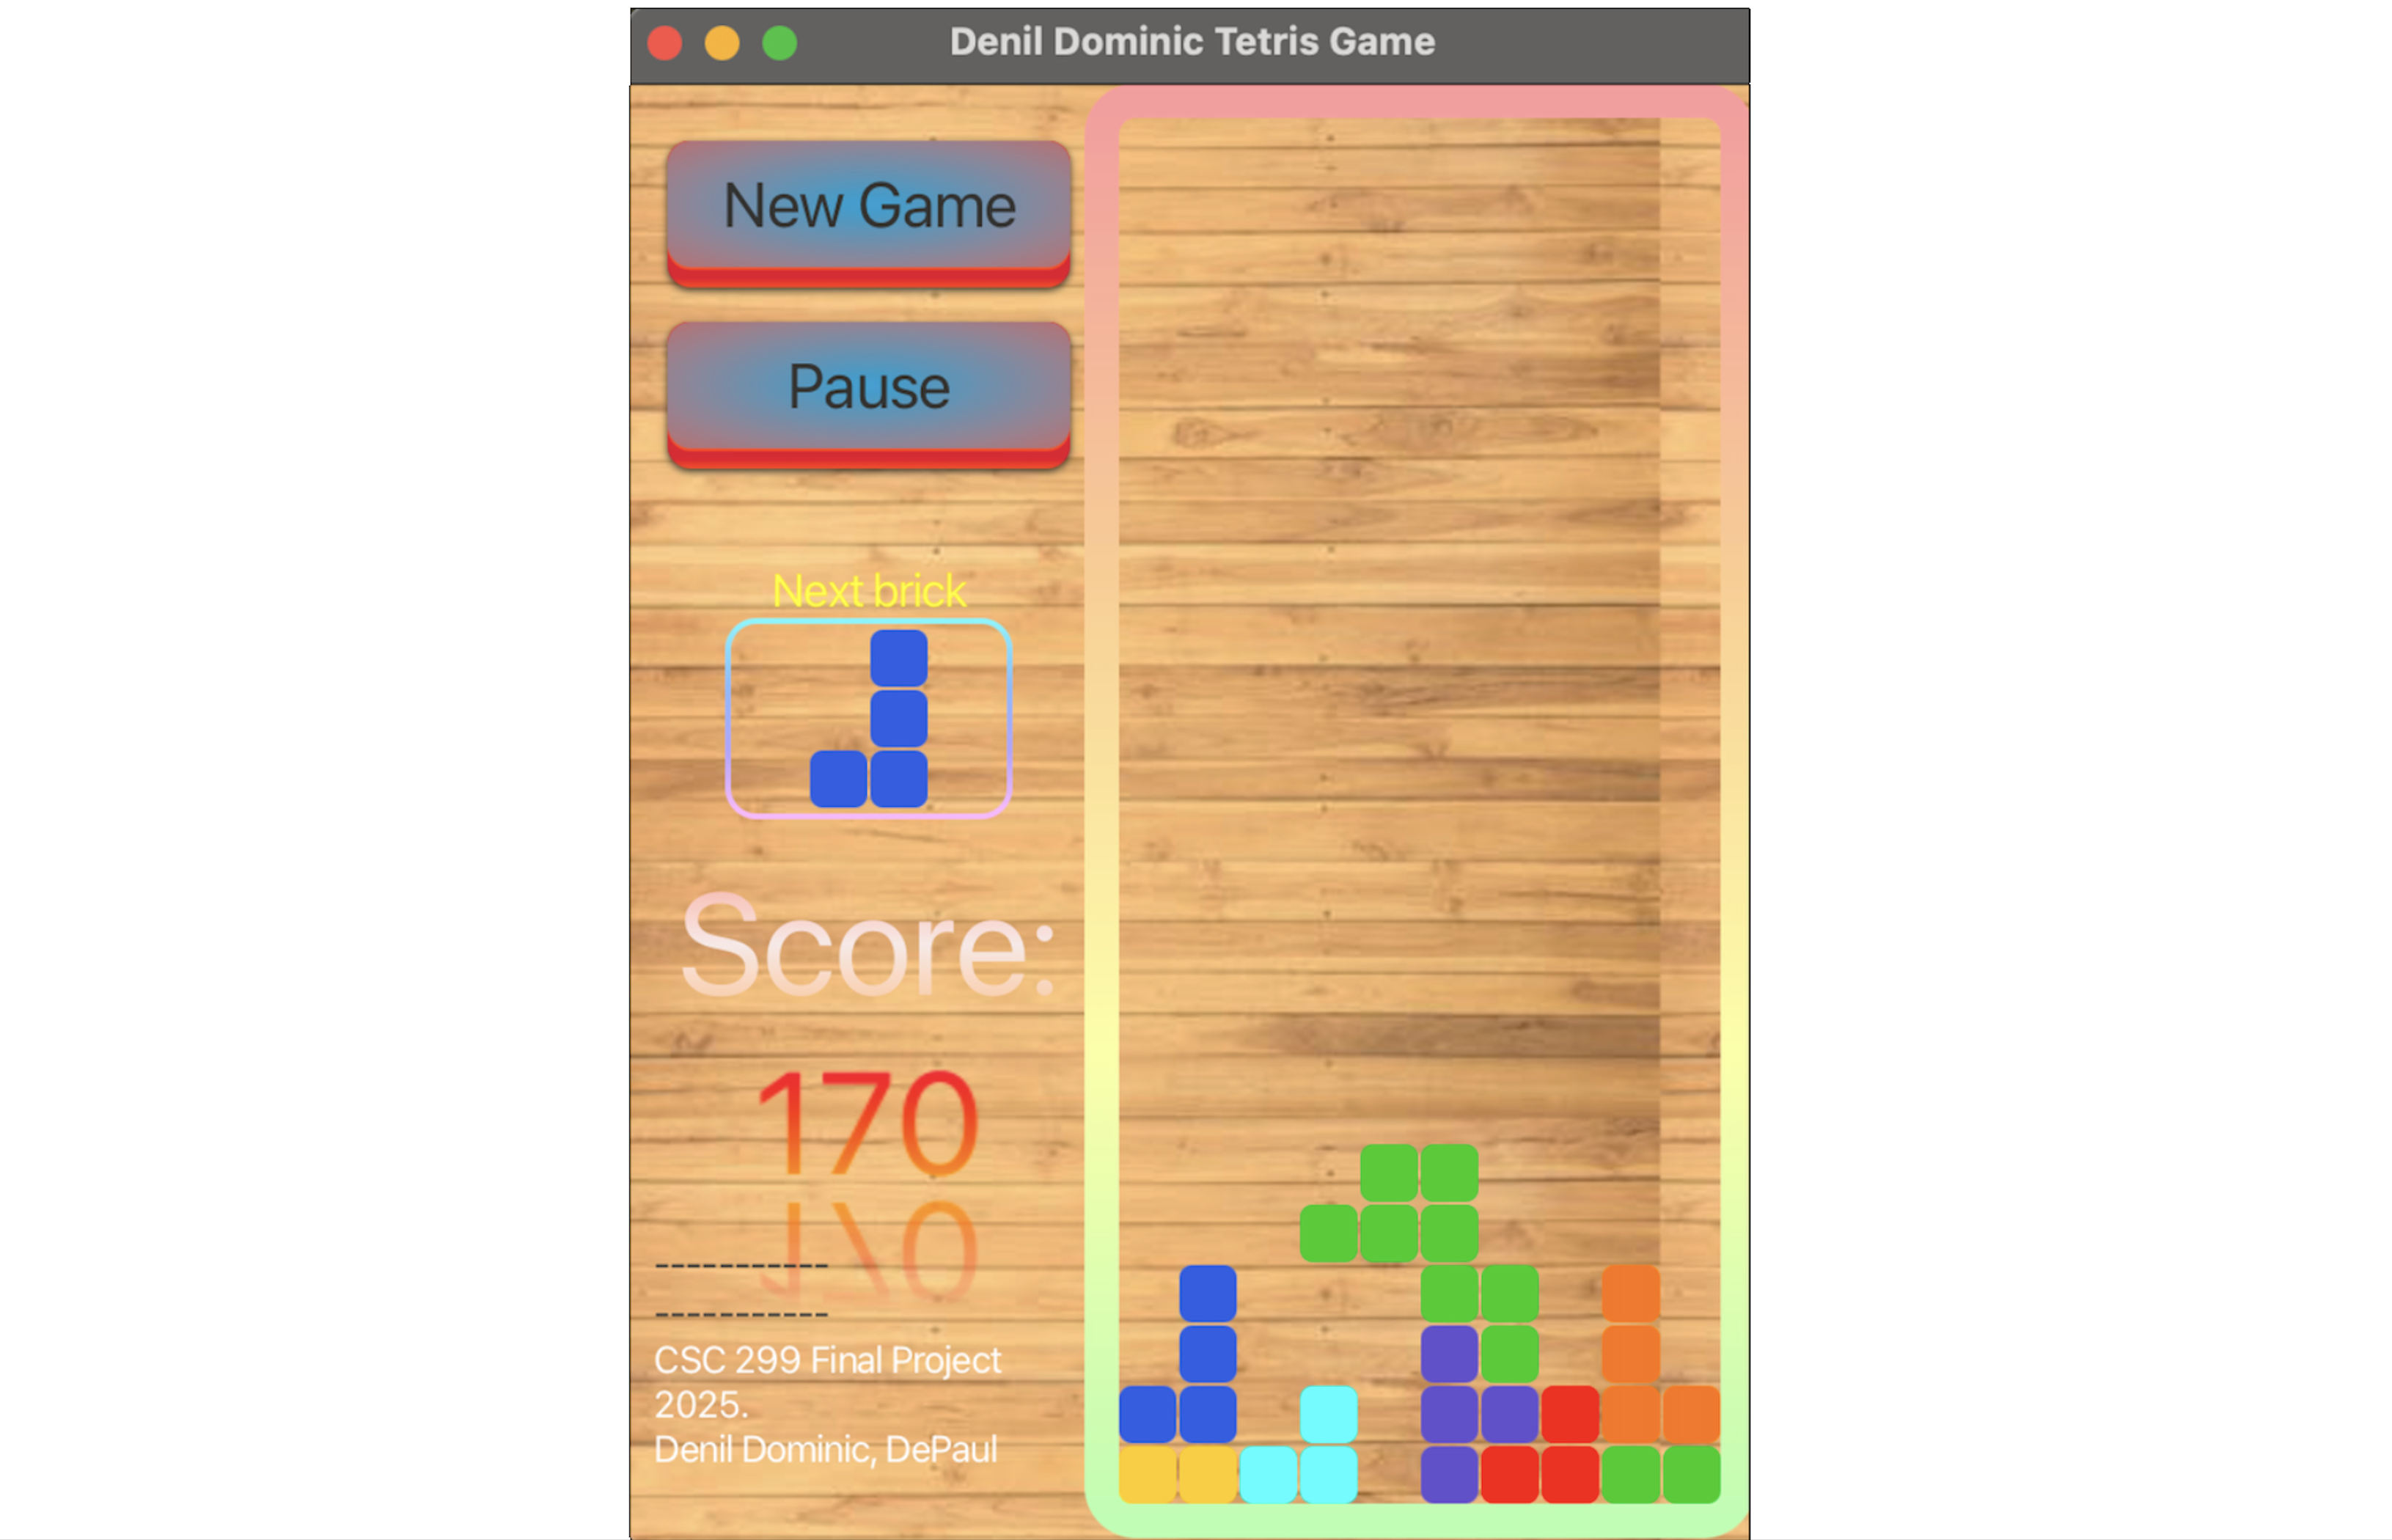 Denil Dominic Tetris Game
New Game
Pause
Next brick
Score:
170
-----------
-----------
CSC 299 Final Project
2025.
Denil Dominic, DePaul